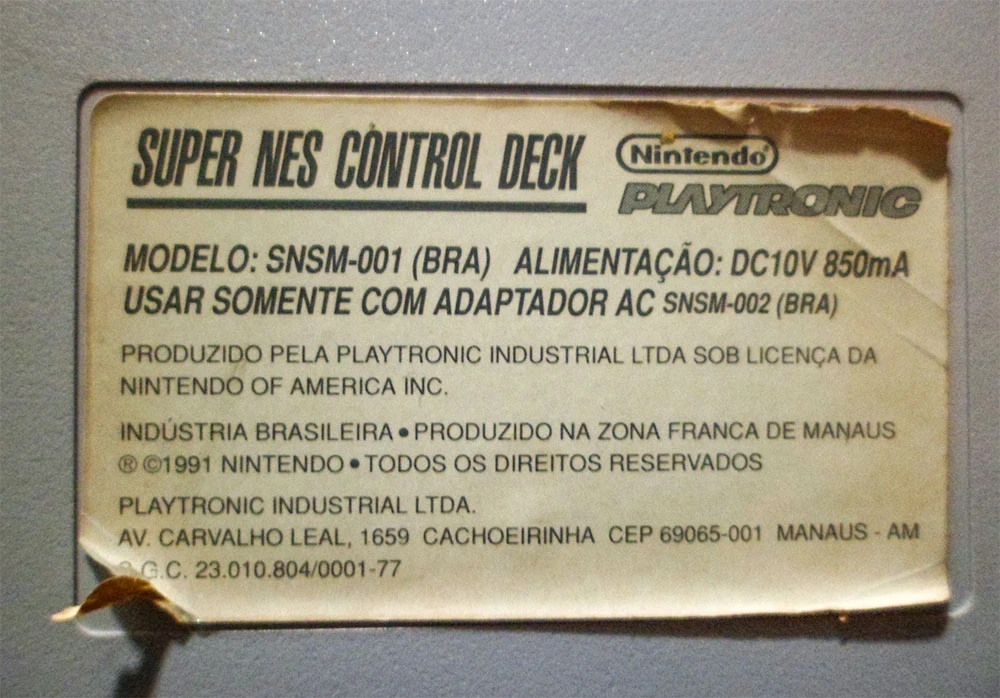 SUPER NES CONTROL DECK
Nintendo®
PLAYTRONIC
MODELO: SNSM-001 (BRA) ALIMENTAÇÃO: DC10V 850mA
USAR SOMENTE COM ADAPTADOR AC SNSM-002 (BRA)
PRODUZIDO PELA PLAYTRONIC INDUSTRIAL LTDA SOB LICENÇA DA
NINTENDO OF AMERICA INC.
INDÚSTRIA BRASILEIRA • PRODUZIDO NA ZONA FRANCA DE MANAUS
® ©1991 NINTENDO • TODOS OS DIREITOS RESERVADOS
PLAYTRONIC INDUSTRIAL LTDA.
AV. CARVALHO LEAL, 1659 CACHOEIRINHA CEP 69065-001 MANAUS - AM
G.C. 23.010.804/0001-77